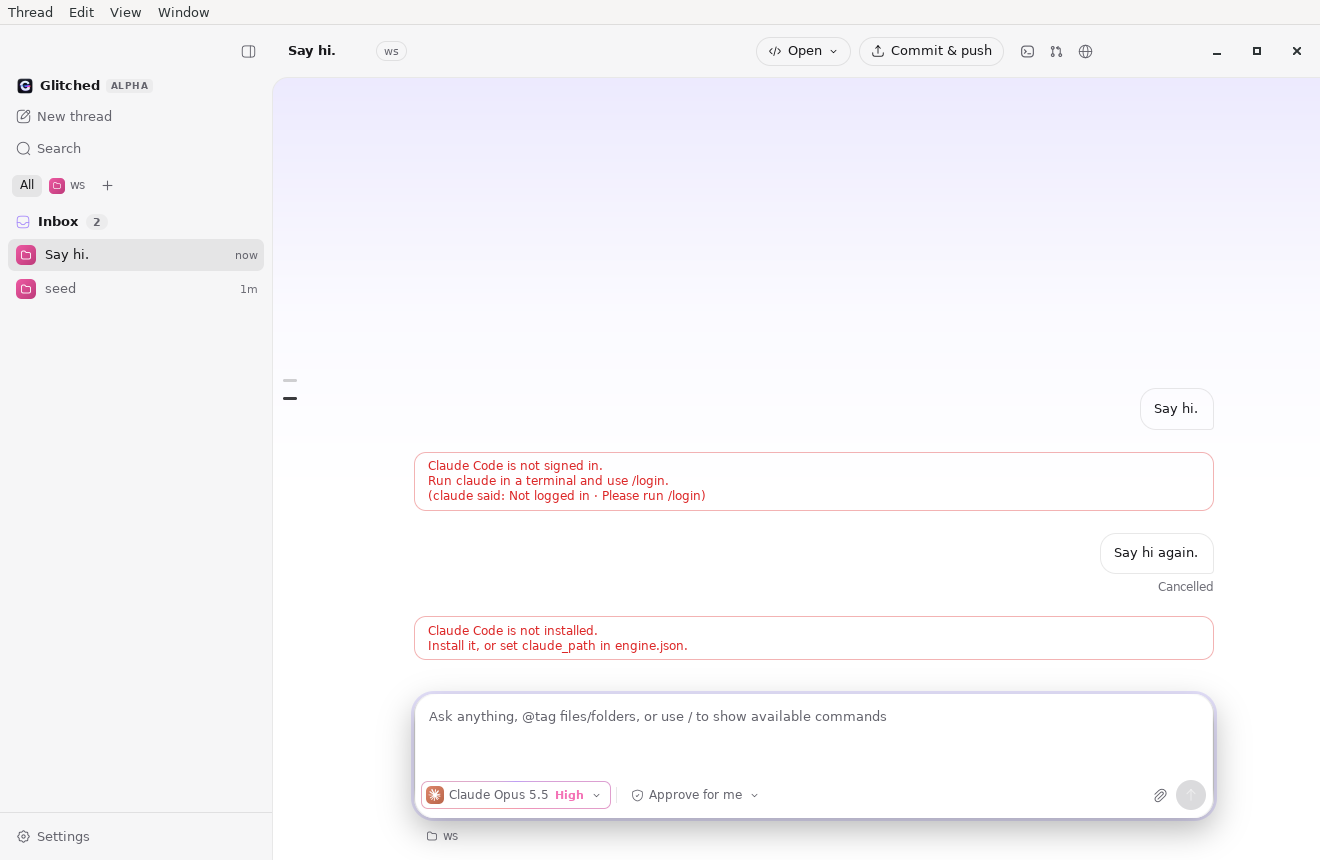 Thread Edit View Window
Say hi. ws Open Commit & push
Glitched ALPHA
New thread
Search
All ws
Inbox 2
Say hi. now
seed 1m
Say hi.
Claude Code is not signed in.
Run claude in a terminal and use /login.
(claude said: Not logged in · Please run /login)
Say hi again.
Cancelled
Claude Code is not installed.
Install it, or set claude_path in engine.json.
Ask anything, @tag files/folders, or use / to show available commands
Claude Opus 5.5 High Approve for me
ws
Settings